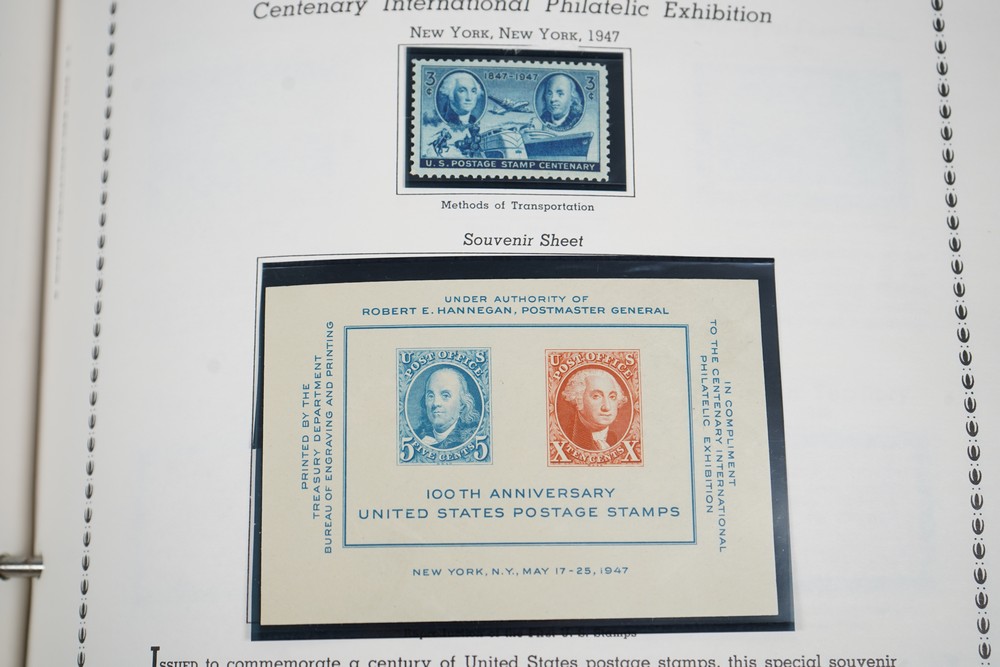 Centenary International Philatelic Exhibition
NEW YORK, NEW YORK, 1947
3¢ 1847-1947 3¢
U.S. POSTAGE STAMP CENTENARY
Methods of Transportation
Souvenir Sheet
UNDER AUTHORITY OF
ROBERT E. HANNEGAN, POSTMASTER GENERAL
PRINTED BY THE
TREASURY DEPARTMENT
BUREAU OF ENGRAVING AND PRINTING
U POST OFFICE S
5 FIVE CENTS 5
U POST OFFICE S
X TEN CENTS X
IN COMPLIMENT
TO THE CENTENARY INTERNATIONAL
PHILATELIC EXHIBITION
100TH ANNIVERSARY
UNITED STATES POSTAGE STAMPS
NEW YORK, N.Y., MAY 17-25, 1947
of the U. S. Stamps
ISSUED to commemorate a century of United States postage stamps, this special souvenir